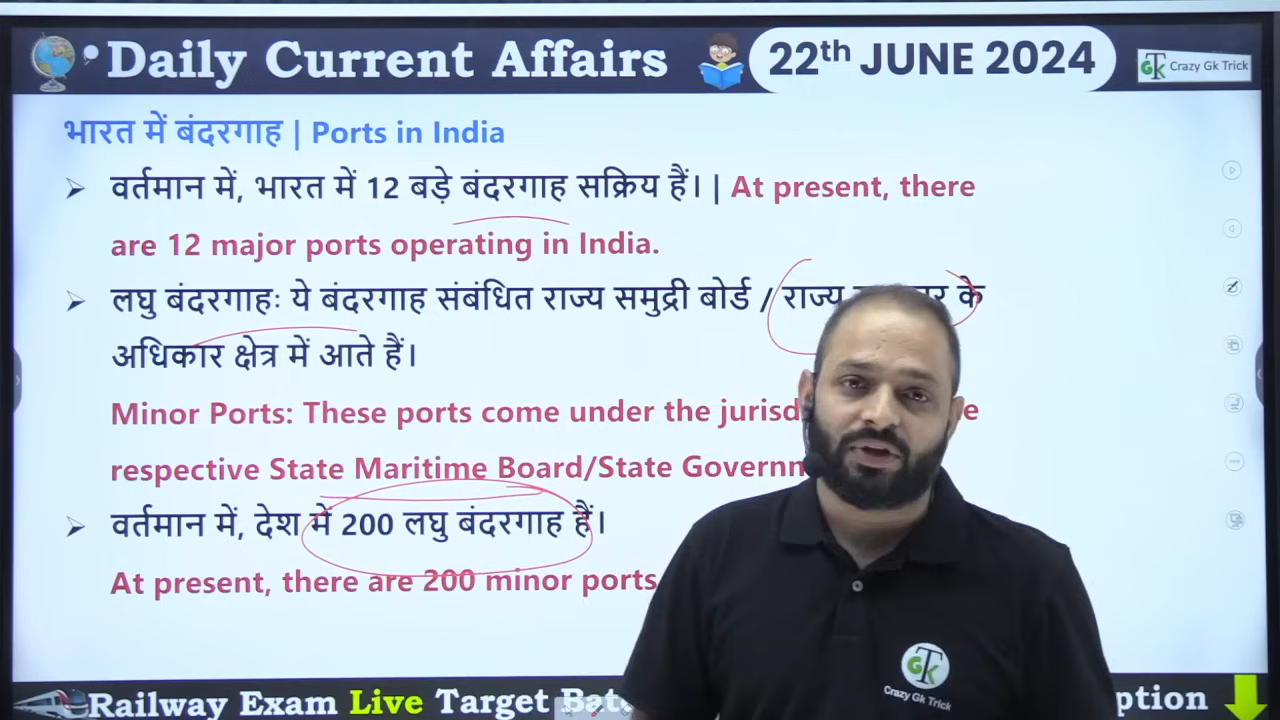 Daily Current Affairs
22th JUNE 2024
GTK Crazy Gk Trick
भारत में बंदरगाह | Ports in India
➢ वर्तमान में, भारत में 12 बड़े बंदरगाह सक्रिय हैं। | At present, there
are 12 major ports operating in India.
➢ लघु बंदरगाहः ये बंदरगाह संबंधित राज्य समुद्री बोर्ड / राज्य के
अधिकार क्षेत्र में आते हैं।
Minor Ports: These ports come under the
respective State Maritime Board/State
➢ वर्तमान में, देश में 200 लघु बंदरगाह हैं।
At present, there are 200 minor ports
GTK
Crazy Gk Trick
Railway Exam Live Target